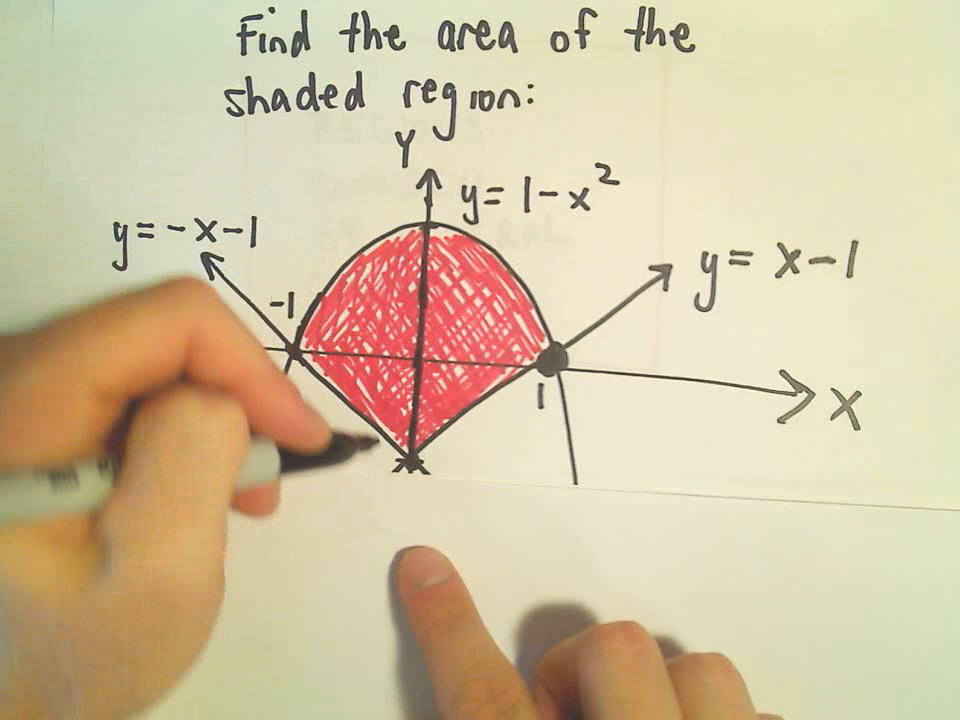 Find the area of the
shaded region:
Y
y = 1 - x²
y = -x - 1
y = x - 1
-1
1
X